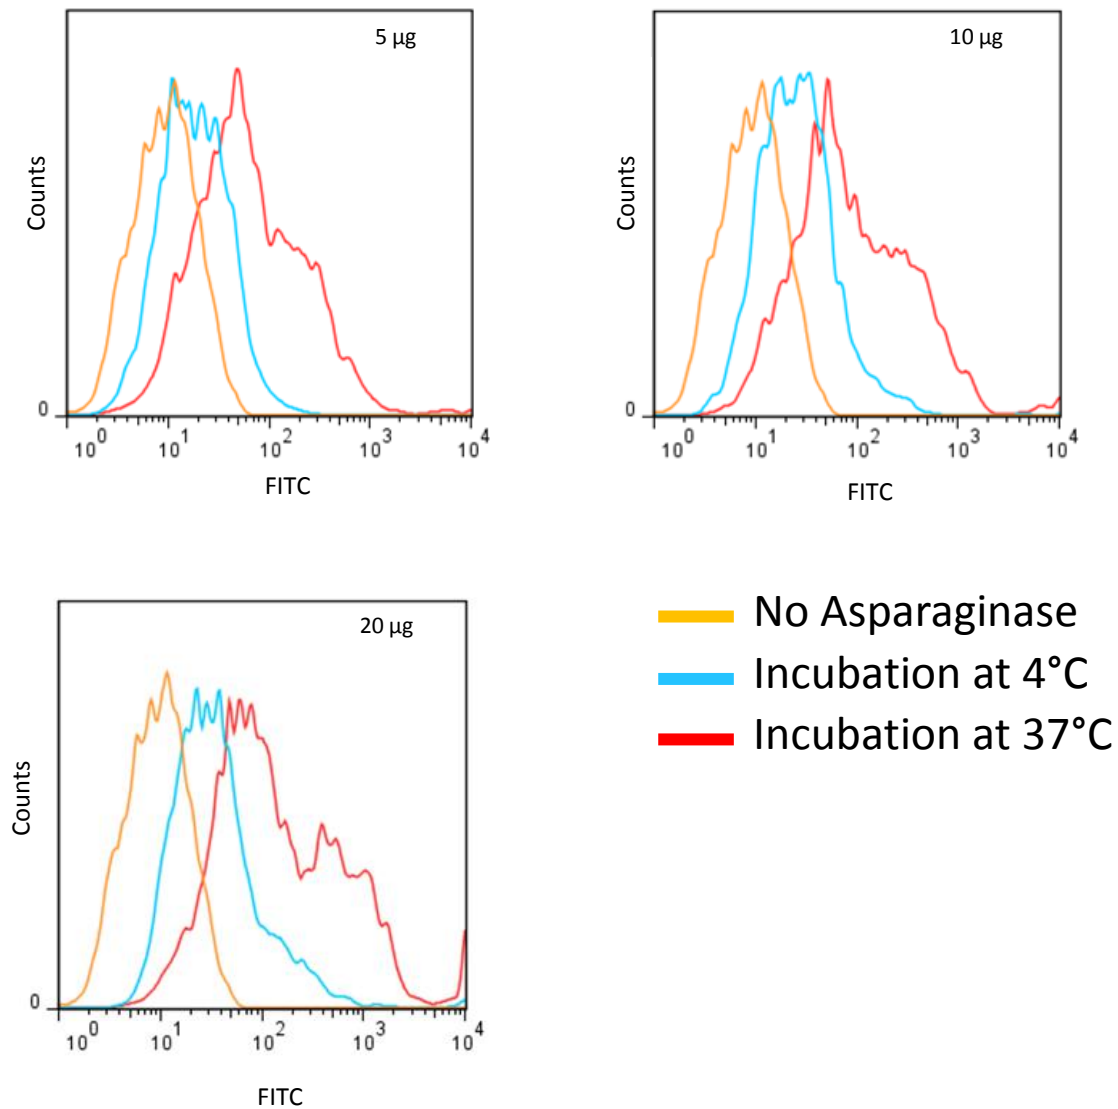 5 µg
Counts
0
10^0 10^1 10^2 10^3 10^4
FITC
10 µg
Counts
0
10^0 10^1 10^2 10^3 10^4
FITC
20 µg
Counts
0
10^0 10^1 10^2 10^3 10^4
FITC
No Asparaginase
Incubation at 4°C
Incubation at 37°C